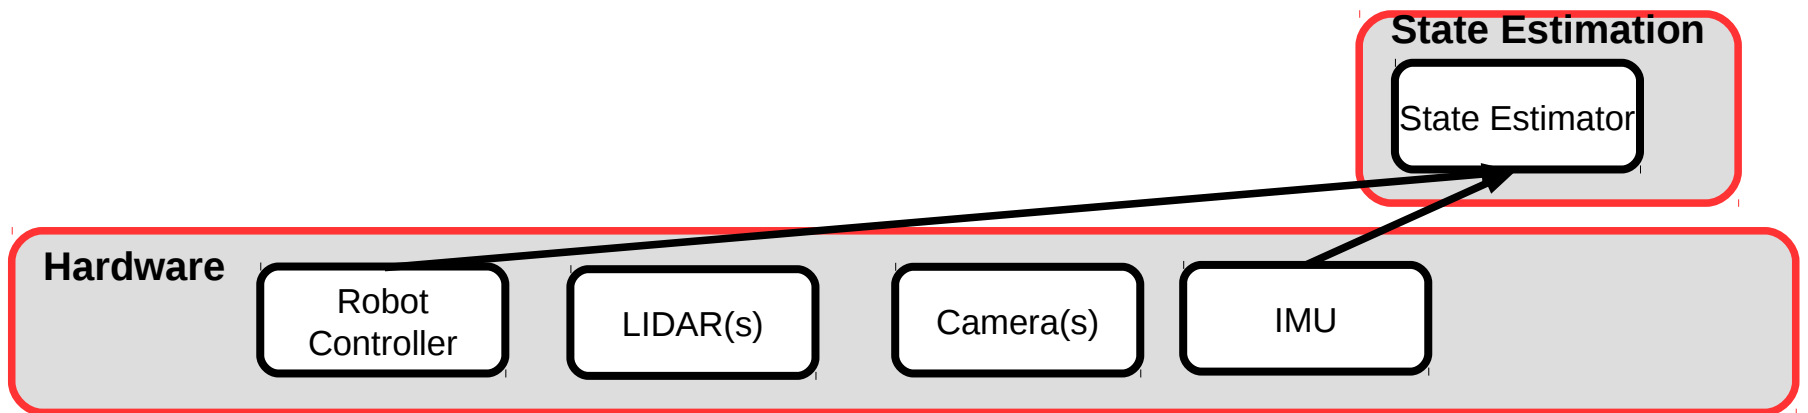 State Estimation
State Estimator
Hardware
Robot
Controller
LIDAR(s)
Camera(s)
IMU